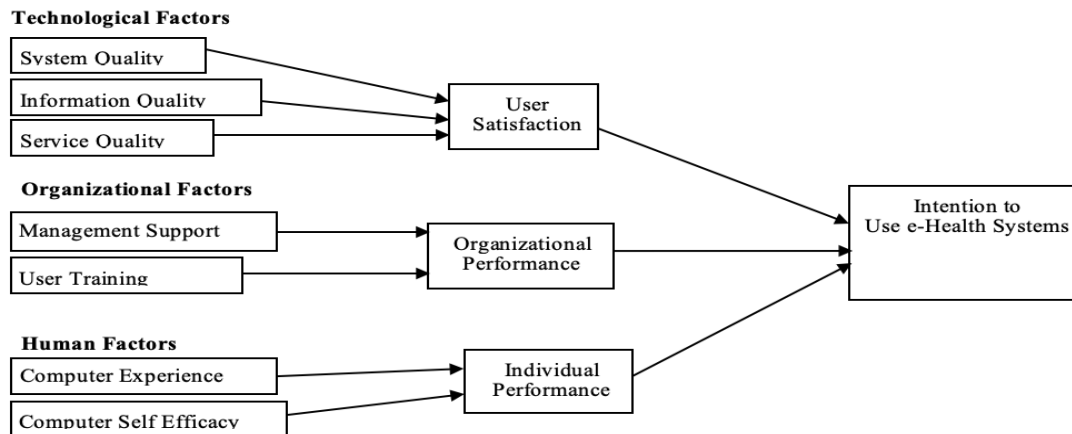 Technological Factors
System Quality
Information Quality
Service Quality
User
Satisfaction
Organizational Factors
Management Support
User Training
Organizational
Performance
Human Factors
Computer Experience
Computer Self Efficacy
Individual
Performance
Intention to
Use e-Health Systems